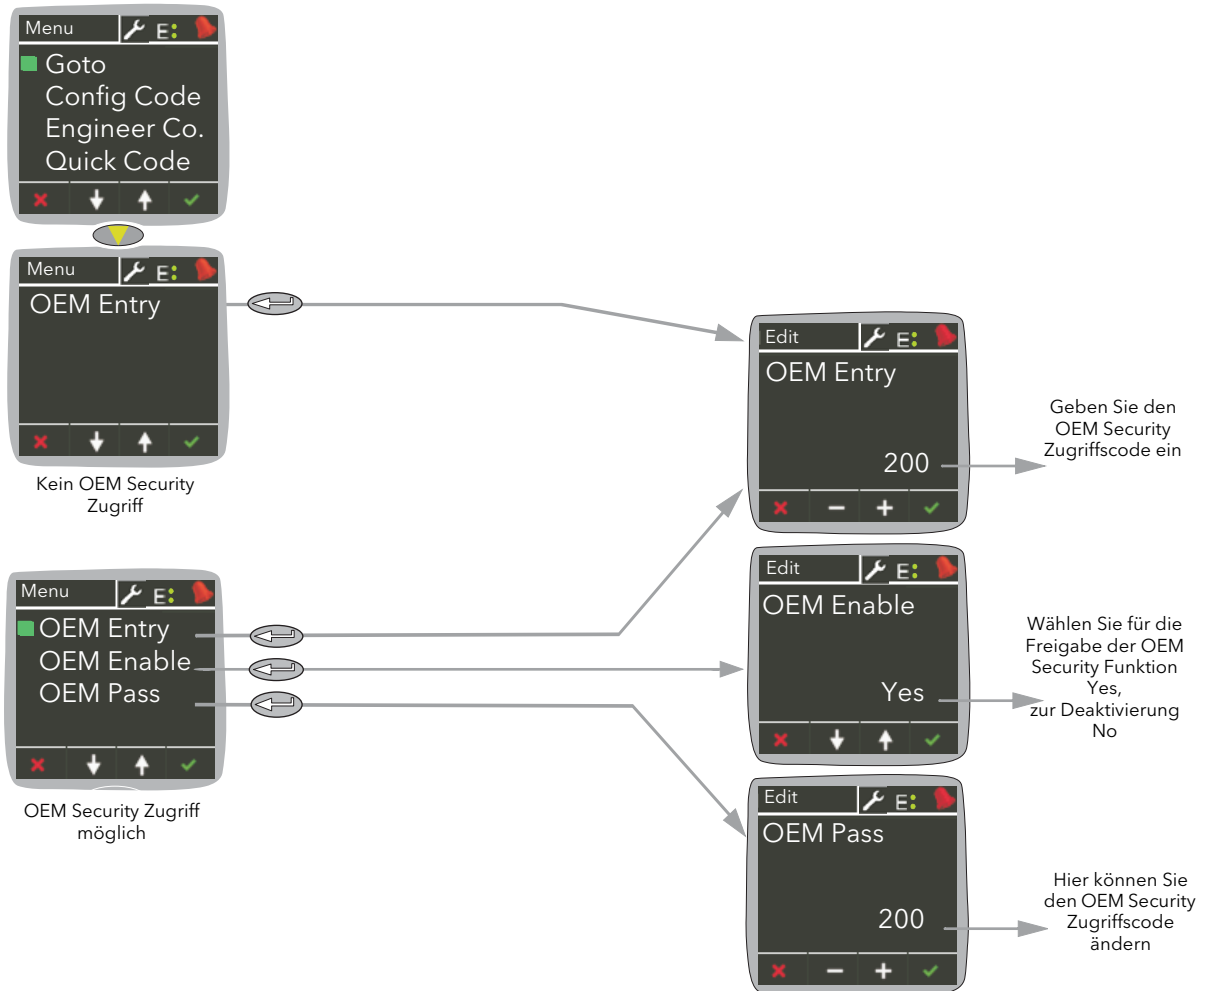 Menu
E:
Goto
Config Code
Engineer Co.
Quick Code
Menu
E:
OEM Entry
Kein OEM Security
Zugriff
Edit
E:
OEM Entry
200
Geben Sie den
OEM Security
Zugriffscode ein
Menu
E:
OEM Entry
OEM Enable
OEM Pass
OEM Security Zugriff
möglich
Edit
E:
OEM Enable
Yes
Wählen Sie für die
Freigabe der OEM
Security Funktion
Yes,
zur Deaktivierung
No
Edit
E:
OEM Pass
200
Hier können Sie
den OEM Security
Zugriffscode
ändern